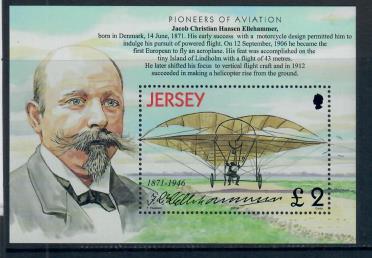 PIONEERS OF AVIATION
Jacob Christian Hansen Ellehammer,
born in Denmark, 14 June, 1871. His early success with a motorcycle design permitted him to
indulge his pursuit of powered flight. On 12 September, 1906 he became the
first European to fly an aeroplane. His feat was accomplished on the
tiny Island of Lindholm with a flight of 43 metres.
He later shifted his focus to vertical flight craft and in 1912
succeeded in making a helicopter rise from the ground.
JERSEY
1871-1946
J.C. Ellehammer
£2